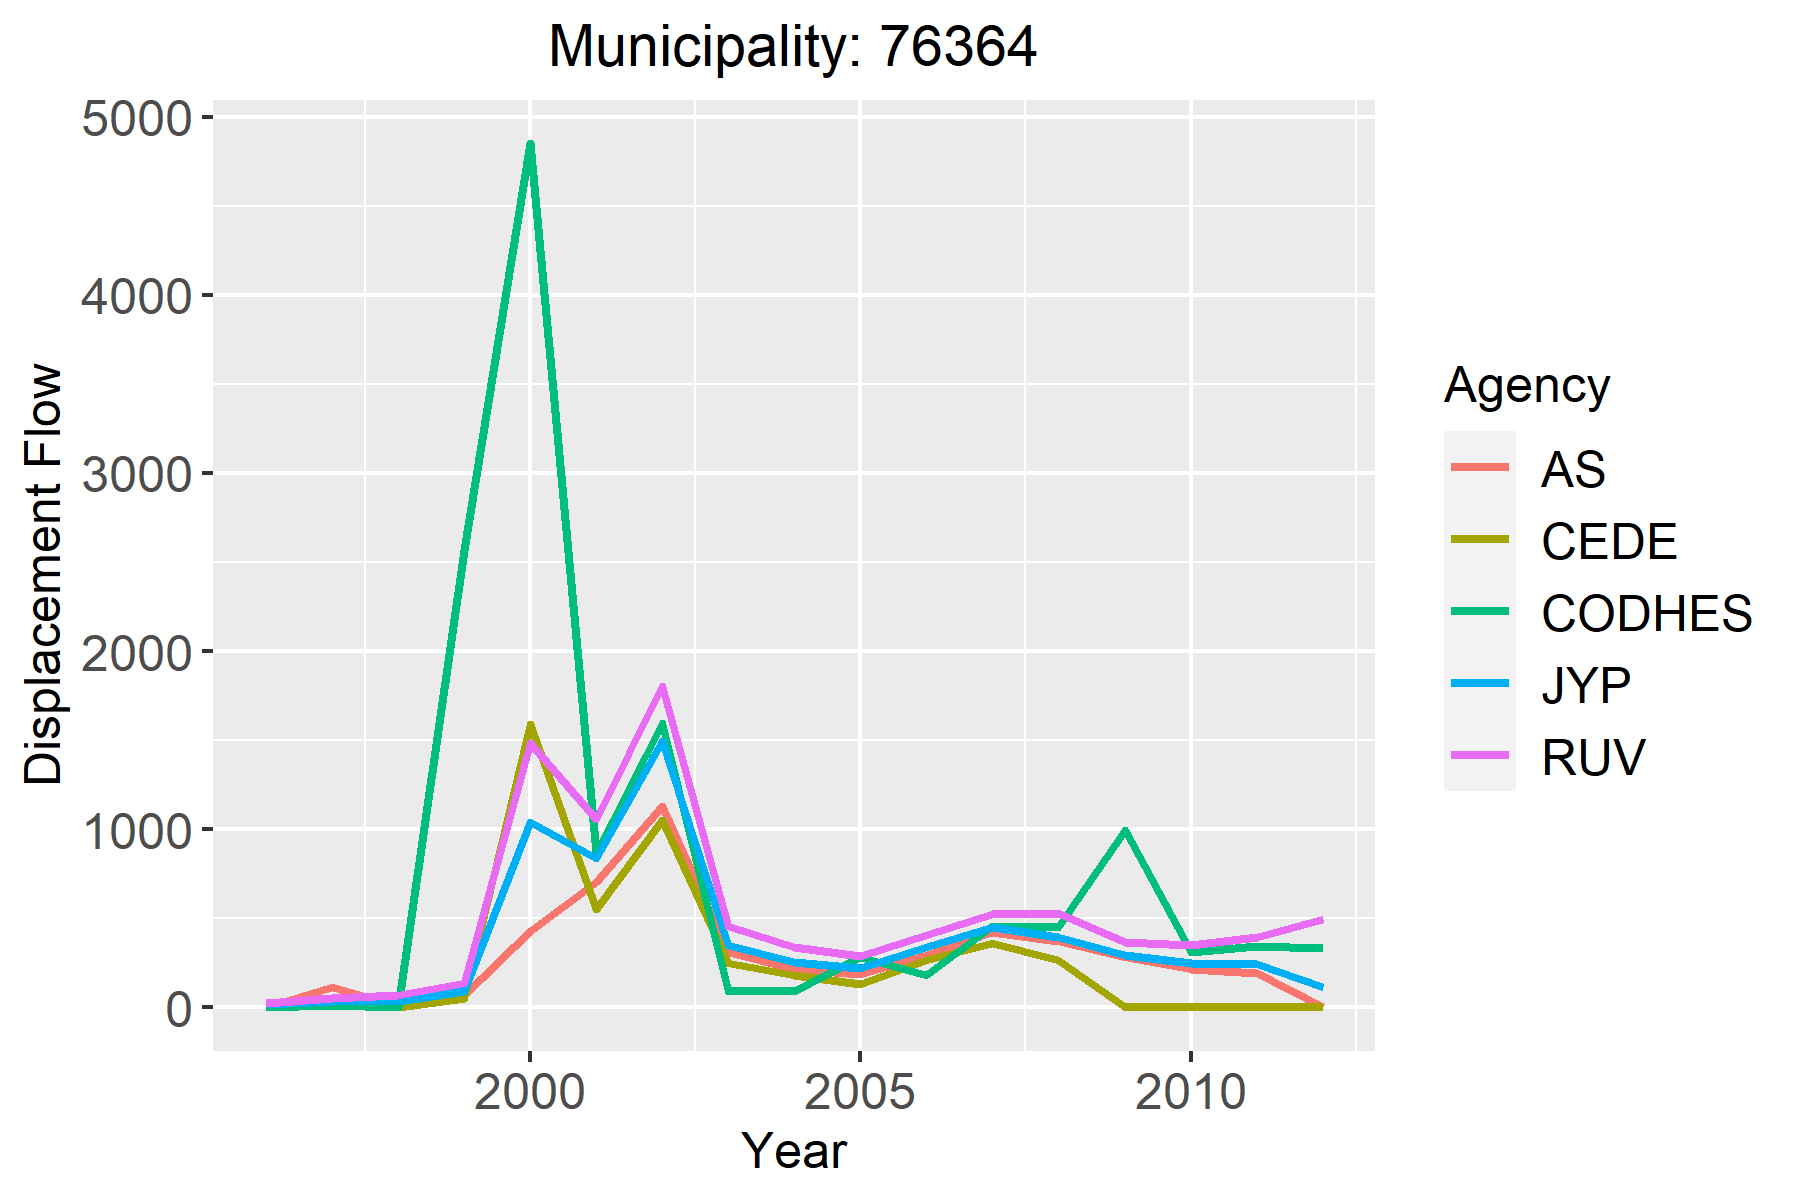 Municipality: 76364
5000
4000
3000
2000
1000
0
Displacement Flow
2000 2005 2010
Year
Agency
AS
CEDE
CODHES
JYP
RUV